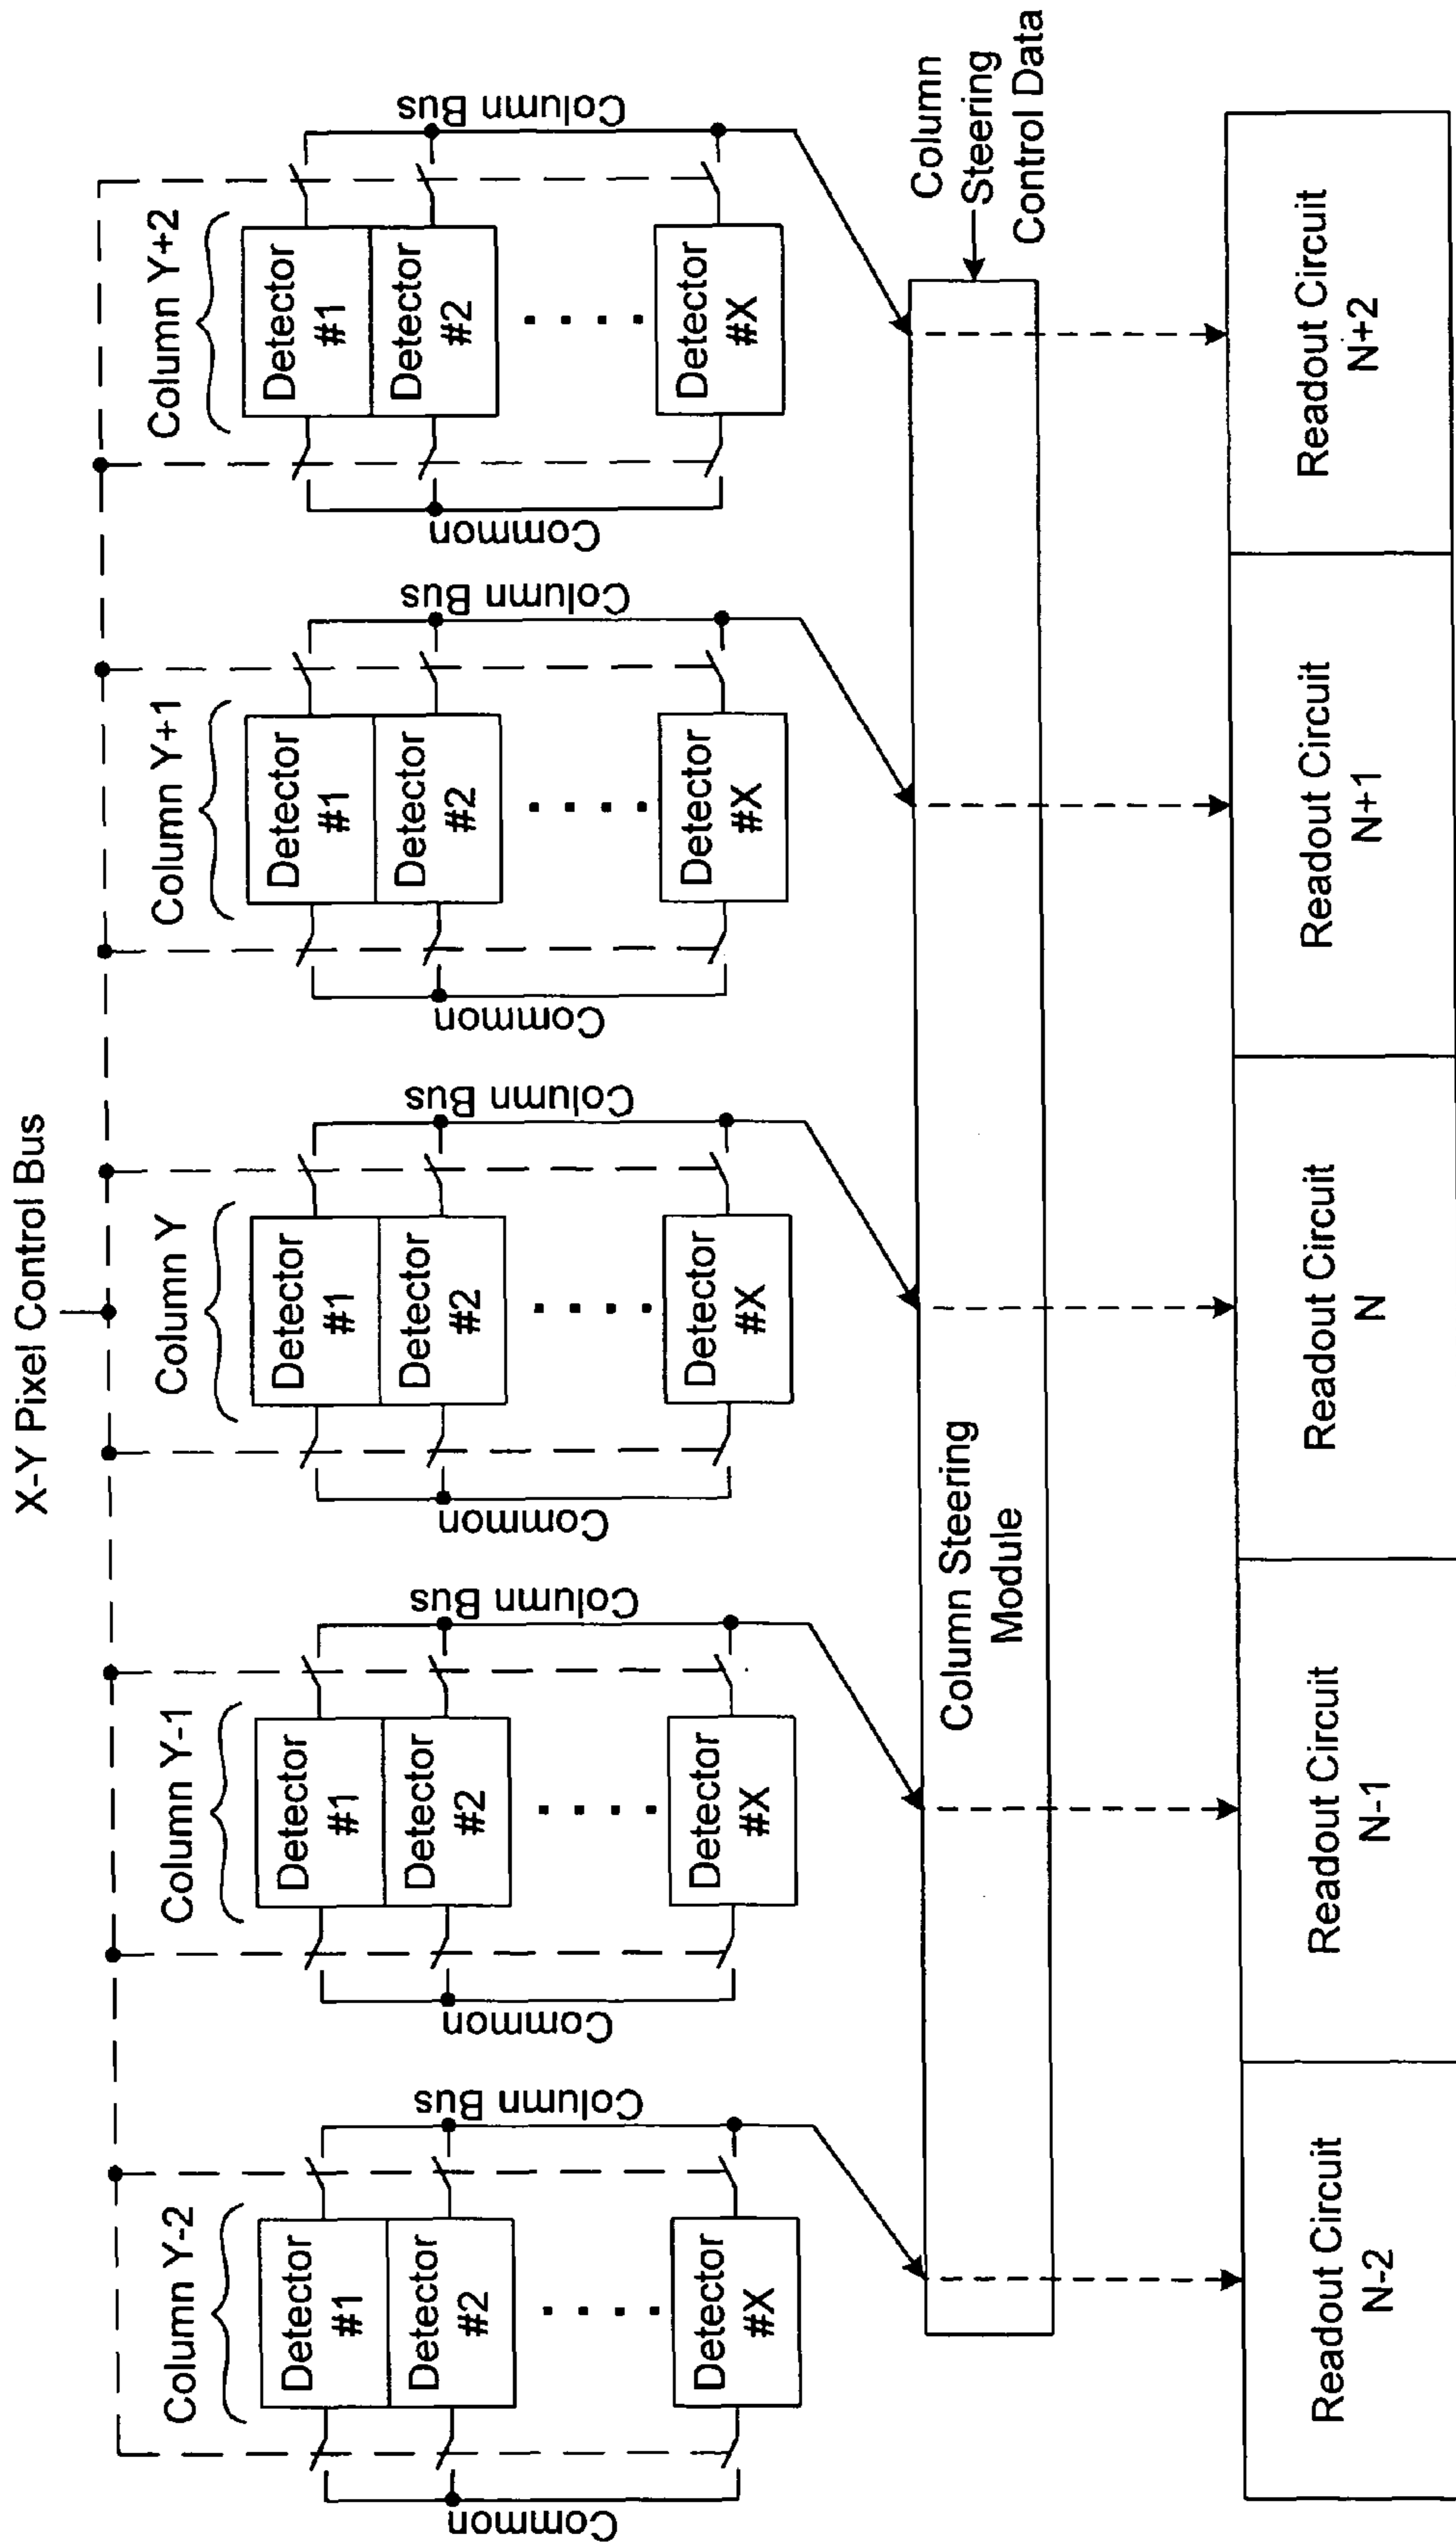 X-Y Pixel Control Bus
Column Y-2
Column Y-1
Column Y
Column Y+1
Column Y+2
Common
Detector
#1
Detector
#2
Detector
#X
Column Bus
Common
Detector
#1
Detector
#2
Detector
#X
Column Bus
Common
Detector
#1
Detector
#2
Detector
#X
Column Bus
Common
Detector
#1
Detector
#2
Detector
#X
Column Bus
Common
Detector
#1
Detector
#2
Detector
#X
Column Bus
Column Steering
Module
Column
Steering
Control Data
Readout Circuit
N-2
Readout Circuit
N-1
Readout Circuit
N
Readout Circuit
N+1
Readout Circuit
N+2